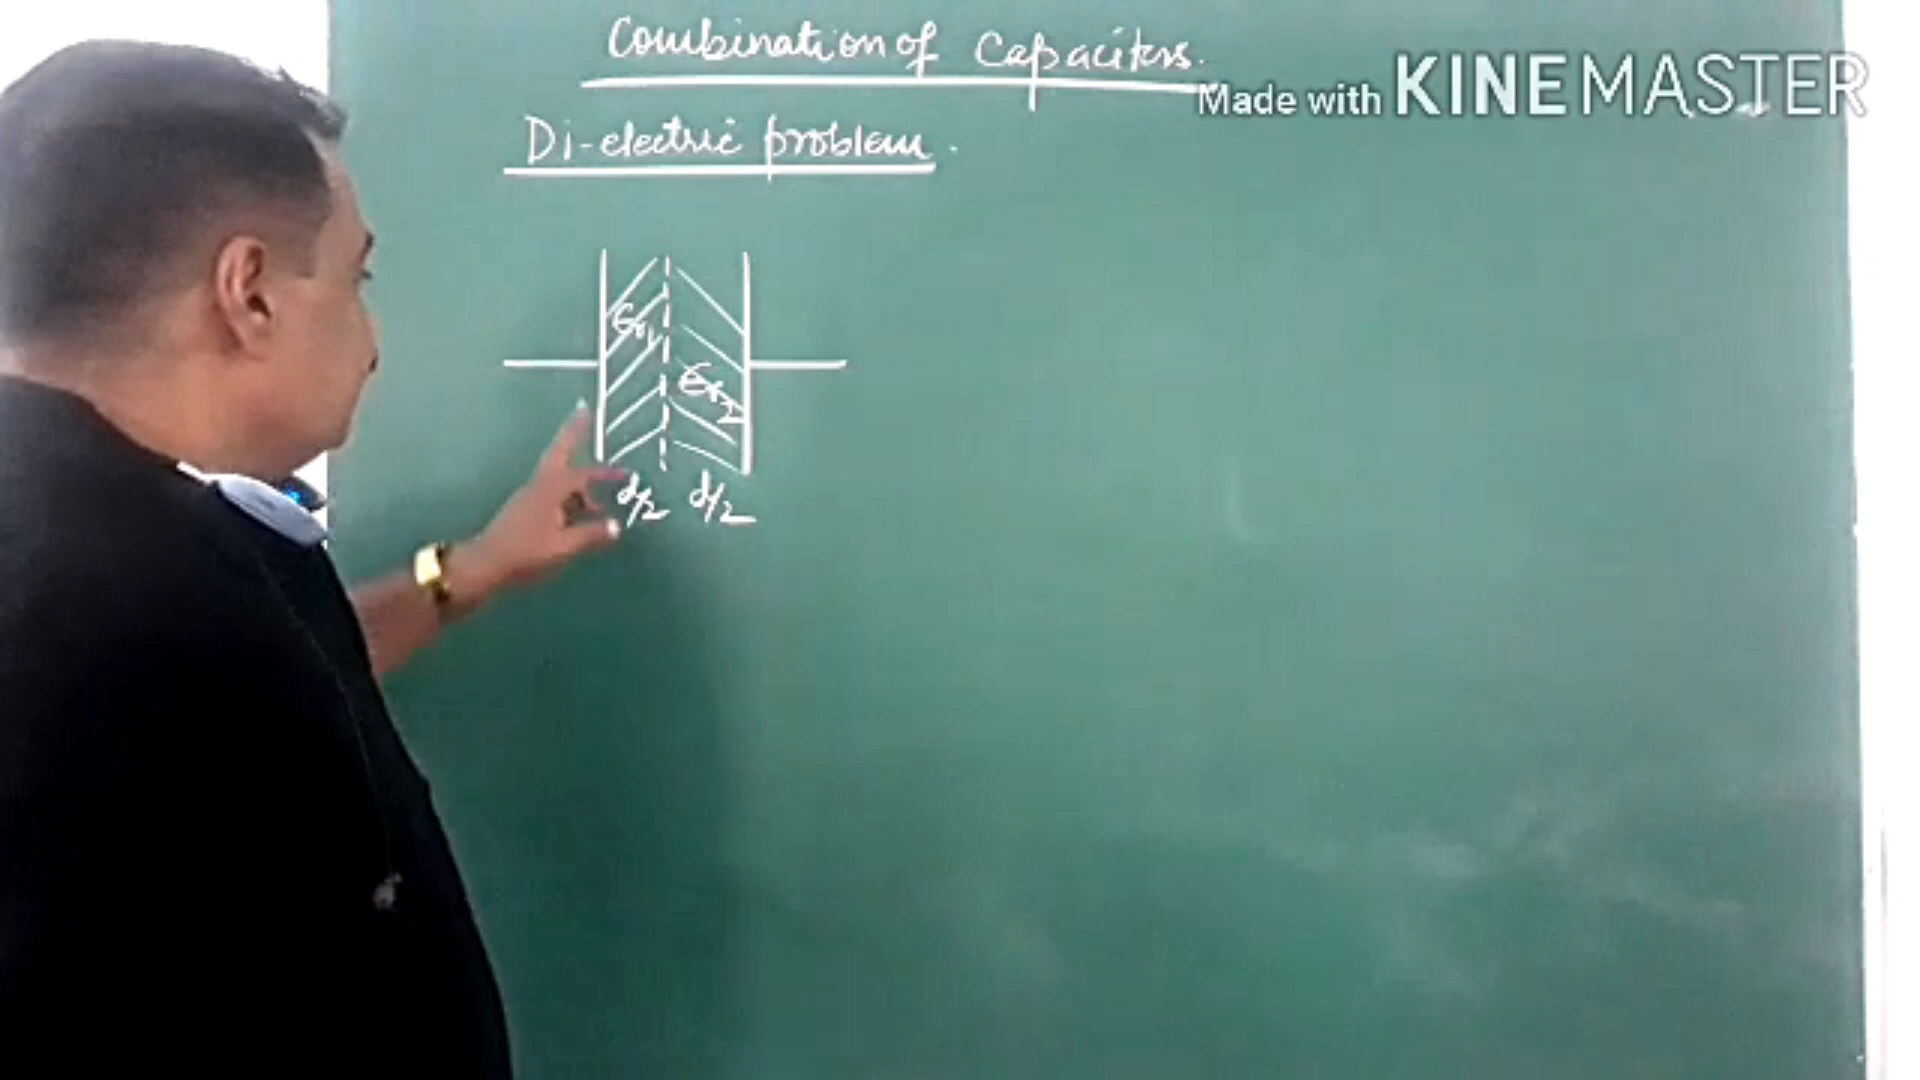 Combination of Capacitors.
Made with KINEMASTER
Di-electric problem.
εr1
εr2
d/2 d/2